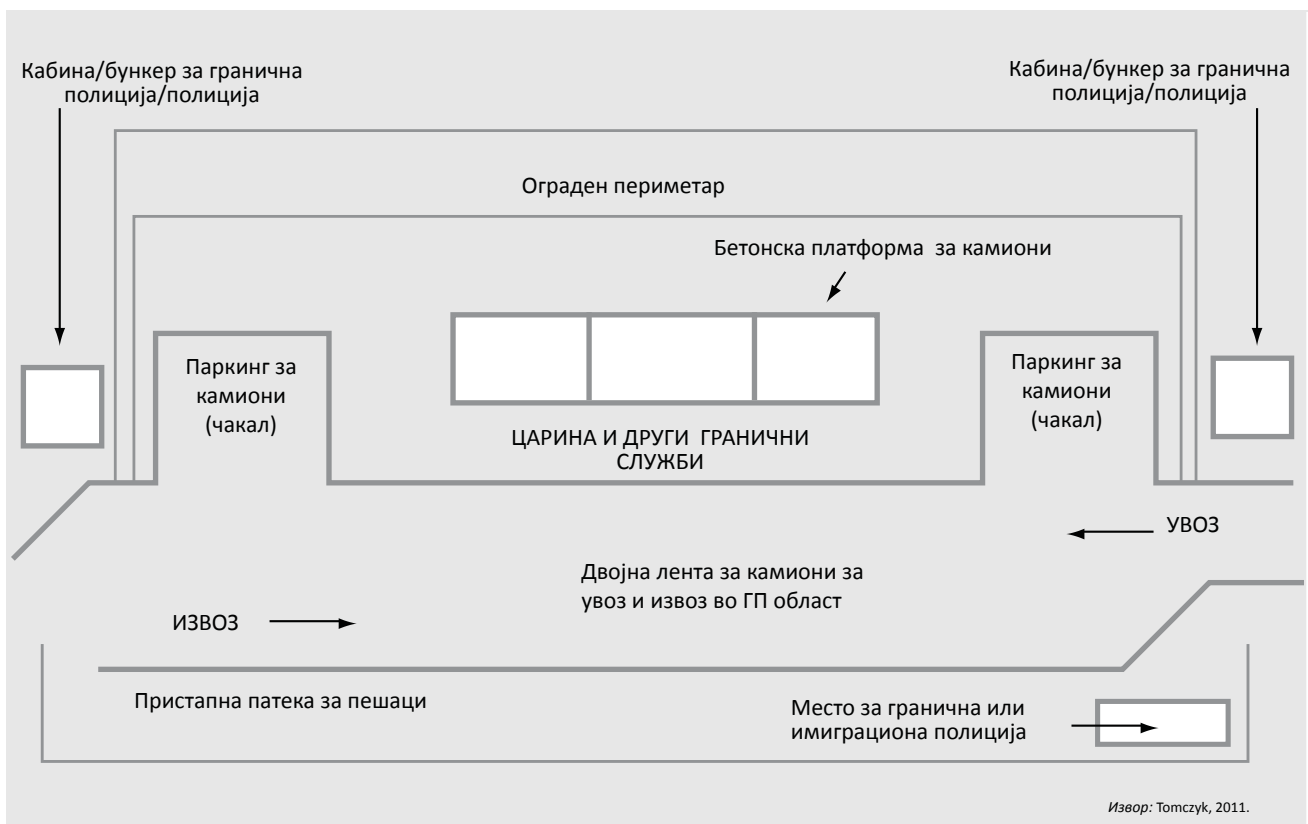 Кабина/бункер за гранична
полиција/полиција
Кабина/бункер за гранична
полиција/полиција
Ограден периметар
Бетонска платформа за камиони
Паркинг за
камиони
(чакал)
Паркинг за
камиони
(чакал)
ЦАРИНА И ДРУГИ ГРАНИЧНИ
СЛУЖБИ
УВОЗ
Двојна лента за камиони за
увоз и извоз во ГП област
ИЗВОЗ
Пристапна патека за пешаци
Место за гранична или
имиграциона полиција
Извор: Tomczyk, 2011.